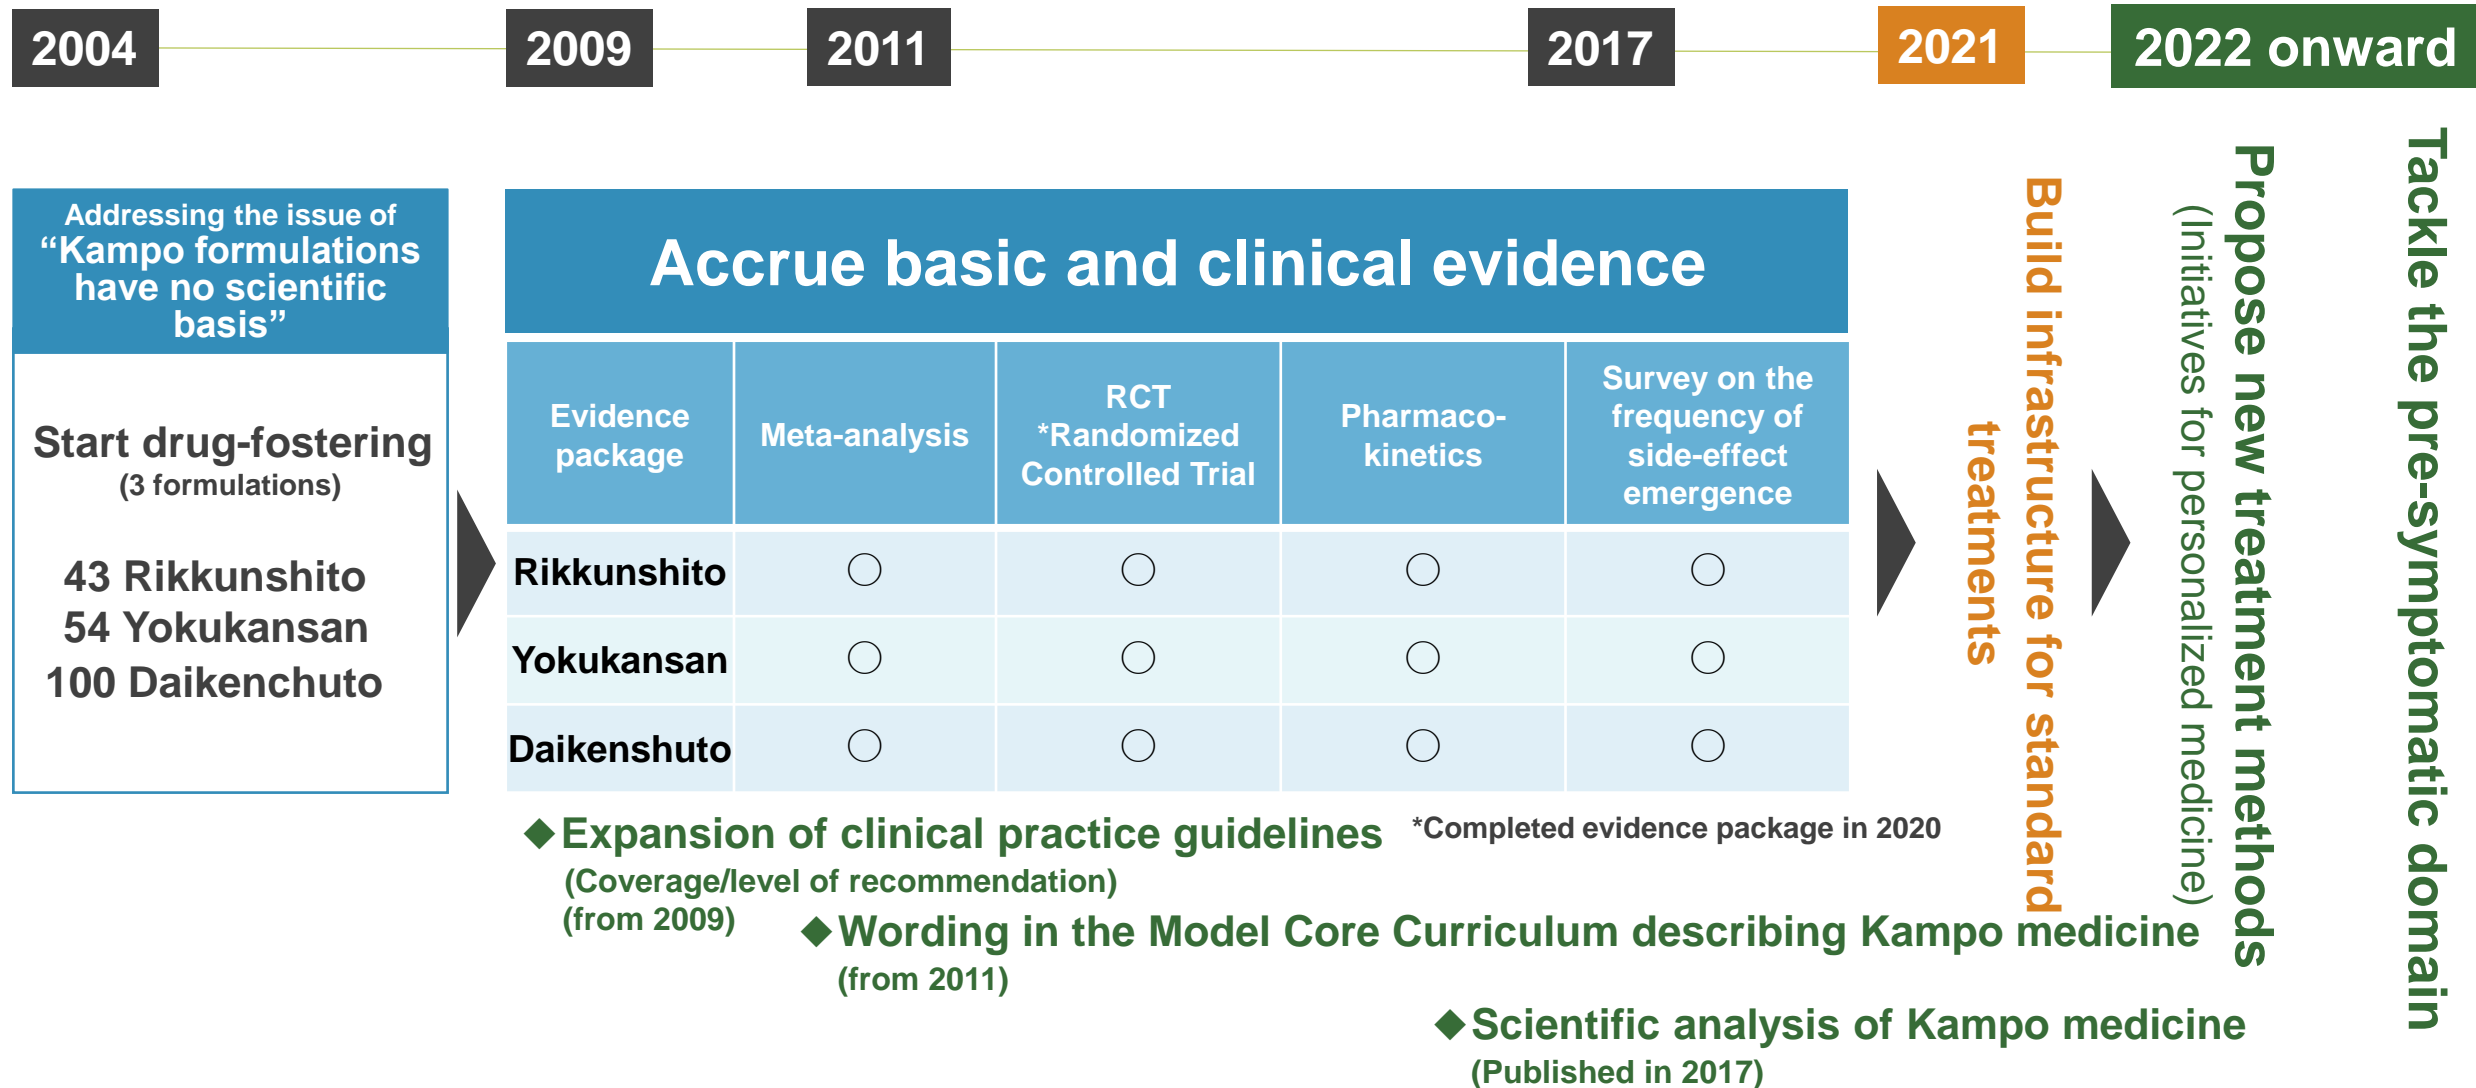 2004
2009
2011
2017
2021
2022 onward
Addressing the issue of
“Kampo formulations
have no scientific
basis”
Start drug-fostering
(3 formulations)
43 Rikkunshito
54 Yokukansan
100 Daikenchuto
Accrue basic and clinical evidence
Evidence
package
Meta-analysis
RCT
*Randomized
Controlled Trial
Pharmaco-
kinetics
Survey on the
frequency of
side-effect
emergence
Rikkunshito ○ ○ ○ ○
Yokukansan ○ ○ ○ ○
Daikenshuto ○ ○ ○ ○
◆Expansion of clinical practice guidelines
(Coverage/level of recommendation)
(from 2009)
*Completed evidence package in 2020
◆Wording in the Model Core Curriculum describing Kampo medicine
(from 2011)
◆Scientific analysis of Kampo medicine
(Published in 2017)
Build infrastructure for standard
treatments
Propose new treatment methods
(Initiatives for personalized medicine)
Tackle the pre-symptomatic domain